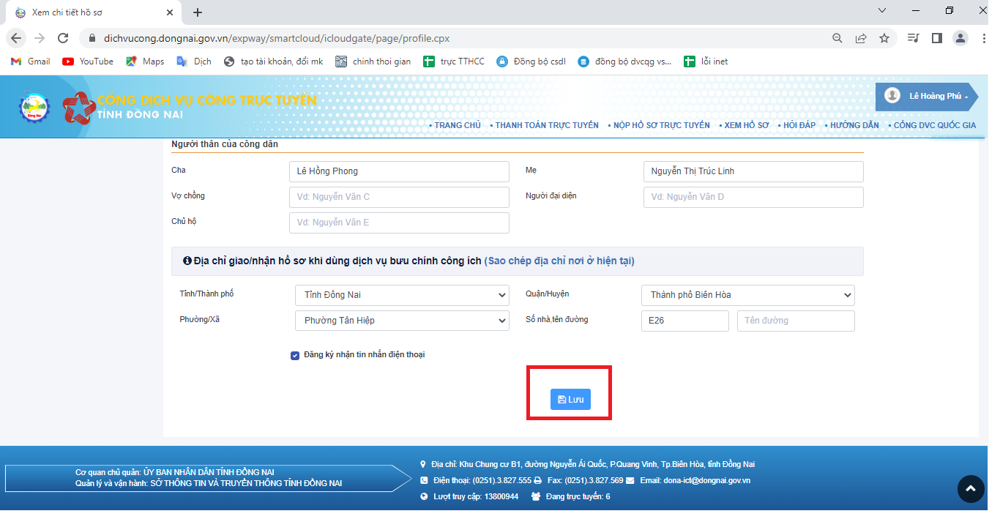 Xem chi tiết hồ sơ
dichvucong.dongnai.gov.vn/expway/smartcloud/icloudgate/page/profile.cpx
Gmail YouTube Maps Dịch tạo tài khoản, đổi mk chinh thoi gian trực TTHCC Đồng bộ csdl đồng bộ dvcqg vs... lỗi inet
Đồng Nai
CỔNG DỊCH VỤ CÔNG TRỰC TUYẾN
TỈNH ĐỒNG NAI
Lê Hoàng Phú
• TRANG CHỦ • THANH TOÁN TRỰC TUYẾN • NỘP HỒ SƠ TRỰC TUYẾN • XEM HỒ SƠ • HỎI ĐÁP • HƯỚNG DẪN • CỔNG DVC QUỐC GIA
Người thân của công dân
Cha Lê Hồng Phong Mẹ Nguyễn Thị Trúc Linh
Vợ chồng Vd: Nguyễn Văn C Người đại diện Vd: Nguyễn Văn D
Chủ hộ Vd: Nguyễn Văn E
Địa chỉ giao/nhận hồ sơ khi dùng dịch vụ bưu chính công ích (Sao chép địa chỉ nơi ở hiện tại)
Tỉnh/Thành phố Tỉnh Đồng Nai Quận/Huyện Thành phố Biên Hòa
Phường/Xã Phường Tân Hiệp Số nhà,tên đường E26 Tên đường
Đăng ký nhận tin nhắn điện thoại
Lưu
Cơ quan chủ quản: ỦY BAN NHÂN DÂN TỈNH ĐỒNG NAI
Quản lý và vận hành: SỞ THÔNG TIN VÀ TRUYỀN THÔNG TỈNH ĐỒNG NAI
Địa chỉ: Khu Chung cư B1, đường Nguyễn Ái Quốc, P.Quang Vinh, Tp.Biên Hòa, tỉnh Đồng Nai
Điện thoại: (0251).3.827.555 Fax: (0251).3.827.569 Email: dona-ict@dongnai.gov.vn
Lượt truy cập: 13800944 Đang trực tuyến: 6